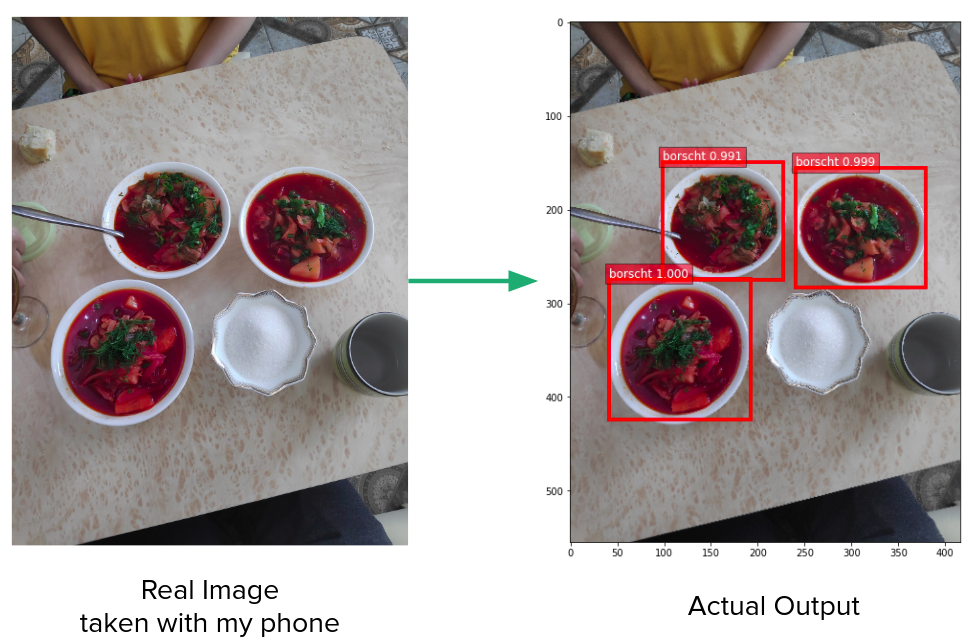 0
100
200
300
400
500
0 50 100 150 200 250 300 350 400
borscht 0.991
borscht 0.999
borscht 1.000
Real Image
taken with my phone
Actual Output